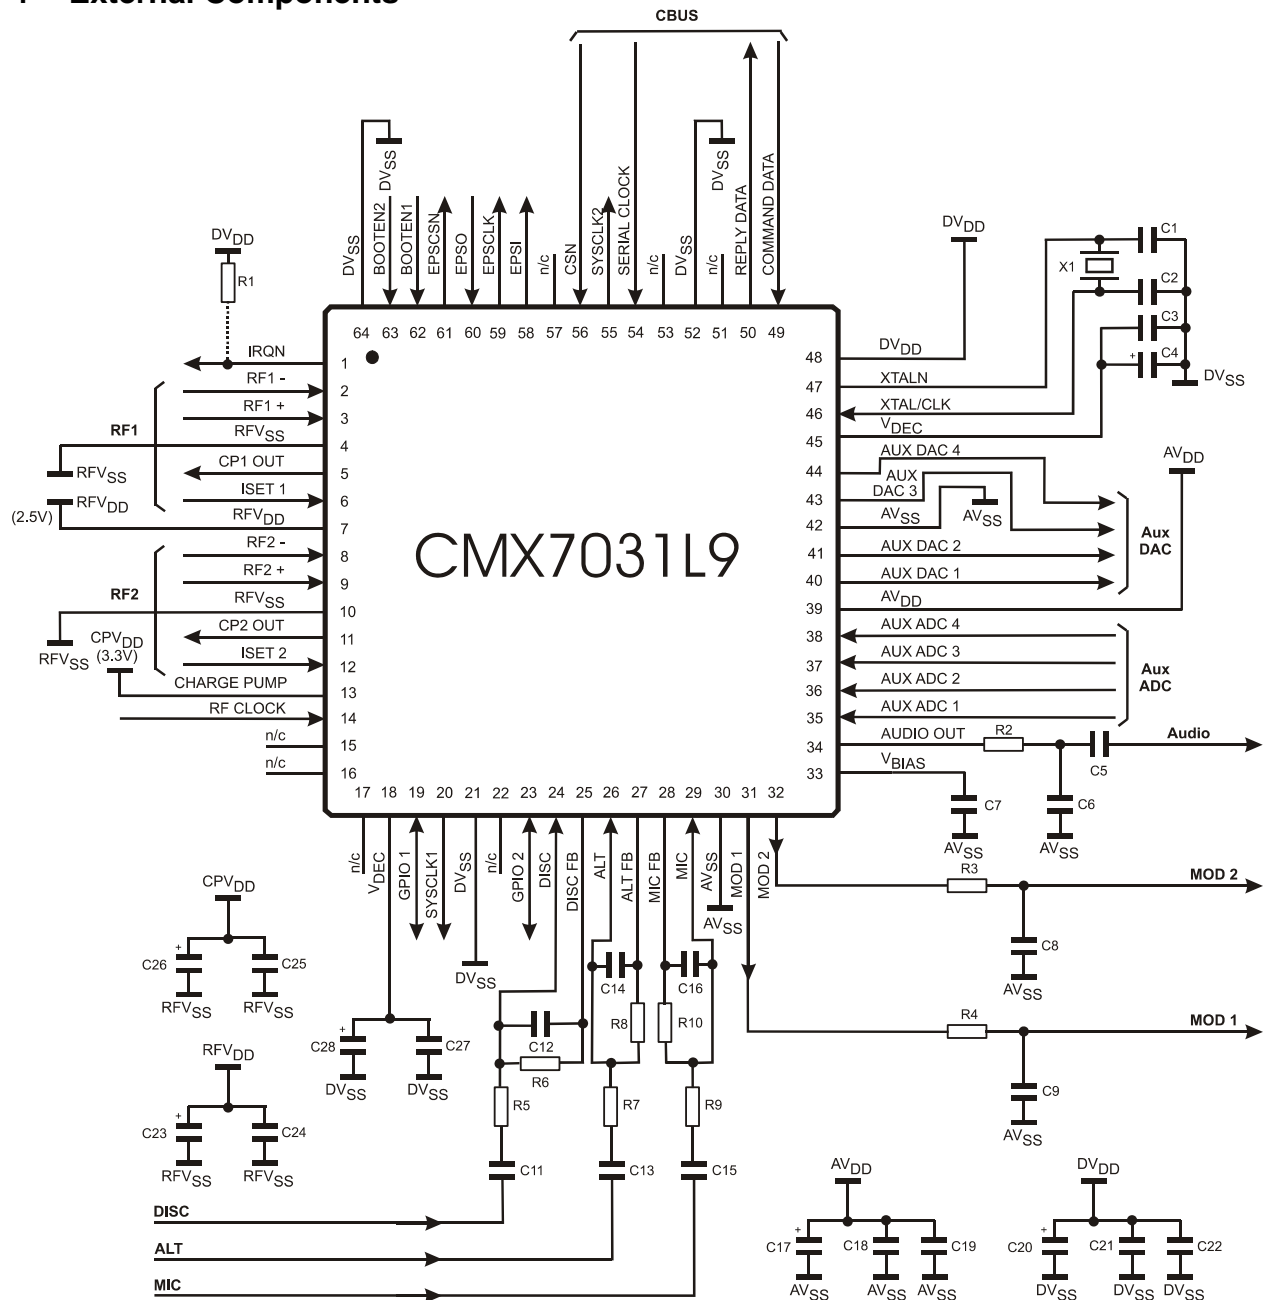 External Components
CBUS
DVSS
BOOTEN2
DVSS
BOOTEN1
EPSCSN
EPSO
EPSCLK
EPSI
n/c
CSN
SYSCLK2
SERIAL CLOCK
n/c
DVSS
DVSS
n/c
REPLY DATA
COMMAND DATA
64 63 62 61 60 59 58 57 56 55 54 53 52 51 50 49
DVDD
R1
IRQN 1
RF1 - 2
RF1 + 3
RF1
RFVSS 4
RFVSS
CP1 OUT 5
ISET 1 6
RFVDD
(2.5V)
RFVDD 7
RF2 - 8
RF2 + 9
RF2
RFVSS 10
RFVSS
CP2 OUT 11
CPVDD
(3.3V)
ISET 2 12
CHARGE PUMP 13
RF CLOCK 14
n/c 15
n/c 16
CMX7031L9
DVDD
X1
C1
C2
C3
C4
+
DVSS
48 DVDD
47 XTALN
46 XTAL/CLK
45 VDEC
44 AUX DAC 4
43 AUX
DAC 3
42 AVSS
AVSS
AVDD
Aux
DAC
41 AUX DAC 2
40 AUX DAC 1
39 AVDD
38 AUX ADC 4
37 AUX ADC 3
36 AUX ADC 2
35 AUX ADC 1
Aux
ADC
34 AUDIO OUT
R2
C5
Audio
33 VBIAS
C7
AVSS
C6
AVSS
17 18 19 20 21 22 23 24 25 26 27 28 29 30 31 32
n/c
VDEC
GPIO 1
SYSCLK1
DVSS
n/c
GPIO 2
DISC
DISC FB
ALT
ALT FB
MIC FB
MIC
AVSS
MOD 1
MOD 2
AVSS
DVSS
R3
MOD 2
C8
AVSS
R4
MOD 1
C9
AVSS
CPVDD
+
C26
C25
RFVSS
RFVSS
RFVDD
+
C23
C24
RFVSS
RFVSS
+
C28
C27
DVSS
DVSS
C12
R6
R5
C11
C14
R8
R7
C13
C16
R10
R9
C15
DISC
ALT
MIC
AVDD
+
C17
C18
C19
AVSS
AVSS
AVSS
DVDD
+
C20
C21
C22
DVSS
DVSS
DVSS